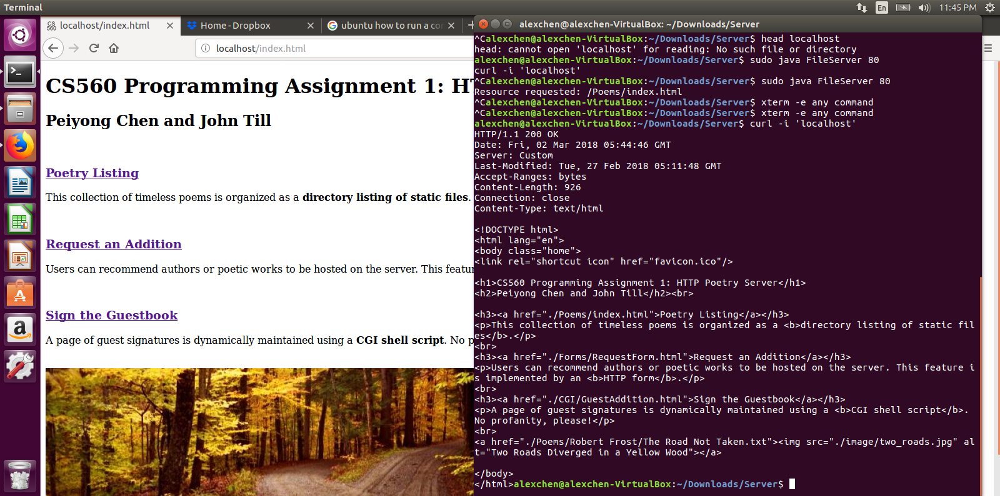 Terminal
En
11:45 PM
CS
560
localhost/index.html
Home - Dropbox
ubuntu how to run a co
localhost/index.html
CS560 Programming Assignment 1: HT
Peiyong Chen and John Till
Poetry Listing
This collection of timeless poems is organized as a directory listing of static files.
Request an Addition
Users can recommend authors or poetic works to be hosted on the server. This featur
Sign the Guestbook
A page of guest signatures is dynamically maintained using a CGI shell script. No p
alexchen@alexchen-VirtualBox: ~/Downloads/Server
^Calexchen@alexchen-VirtualBox:~/Downloads/Server$ head localhost
head: cannot open 'localhost' for reading: No such file or directory
alexchen@alexchen-VirtualBox:~/Downloads/Server$ sudo java FileServer 80
curl -i 'localhost'
^Calexchen@alexchen-VirtualBox:~/Downloads/Server$ sudo java FileServer 80
Resource requested: /Poems/index.html
^Calexchen@alexchen-VirtualBox:~/Downloads/Server$ xterm -e any command
^Calexchen@alexchen-VirtualBox:~/Downloads/Server$ xterm -e any command
alexchen@alexchen-VirtualBox:~/Downloads/Server$ curl -i 'localhost'
HTTP/1.1 200 OK
Date: Fri, 02 Mar 2018 05:44:46 GMT
Server: Custom
Last-Modified: Tue, 27 Feb 2018 05:11:48 GMT
Accept-Ranges: bytes
Content-Length: 926
Connection: close
Content-Type: text/html
<!DOCTYPE html>
<html lang="en">
<body class="home">
<link rel="shortcut icon" href="favicon.ico"/>
<h1>CS560 Programming Assignment 1: HTTP Poetry Server</h1>
<h2>Peiyong Chen and John Till</h2><br>
<h3><a href="./Poems/index.html">Poetry Listing</a></h3>
<p>This collection of timeless poems is organized as a <b>directory listing of static fil
es</b>.</p>
<br>
<h3><a href="./Forms/RequestForm.html">Request an Addition</a></h3>
<p>Users can recommend authors or poetic works to be hosted on the server. This feature i
s implemented by an <b>HTTP form</b>.</p>
<br>
<h3><a href="./CGI/GuestAddition.html">Sign the Guestbook</a></h3>
<p>A page of guest signatures is dynamically maintained using a <b>CGI shell script</b>.
No profanity, please!</p>
<br>
<a href="./Poems/Robert Frost/The Road Not Taken.txt"><img src="./image/two_roads.jpg" al
t="Two Roads Diverged in a Yellow Wood"></a>
</body>
</html>alexchen@alexchen-VirtualBox:~/Downloads/Server$